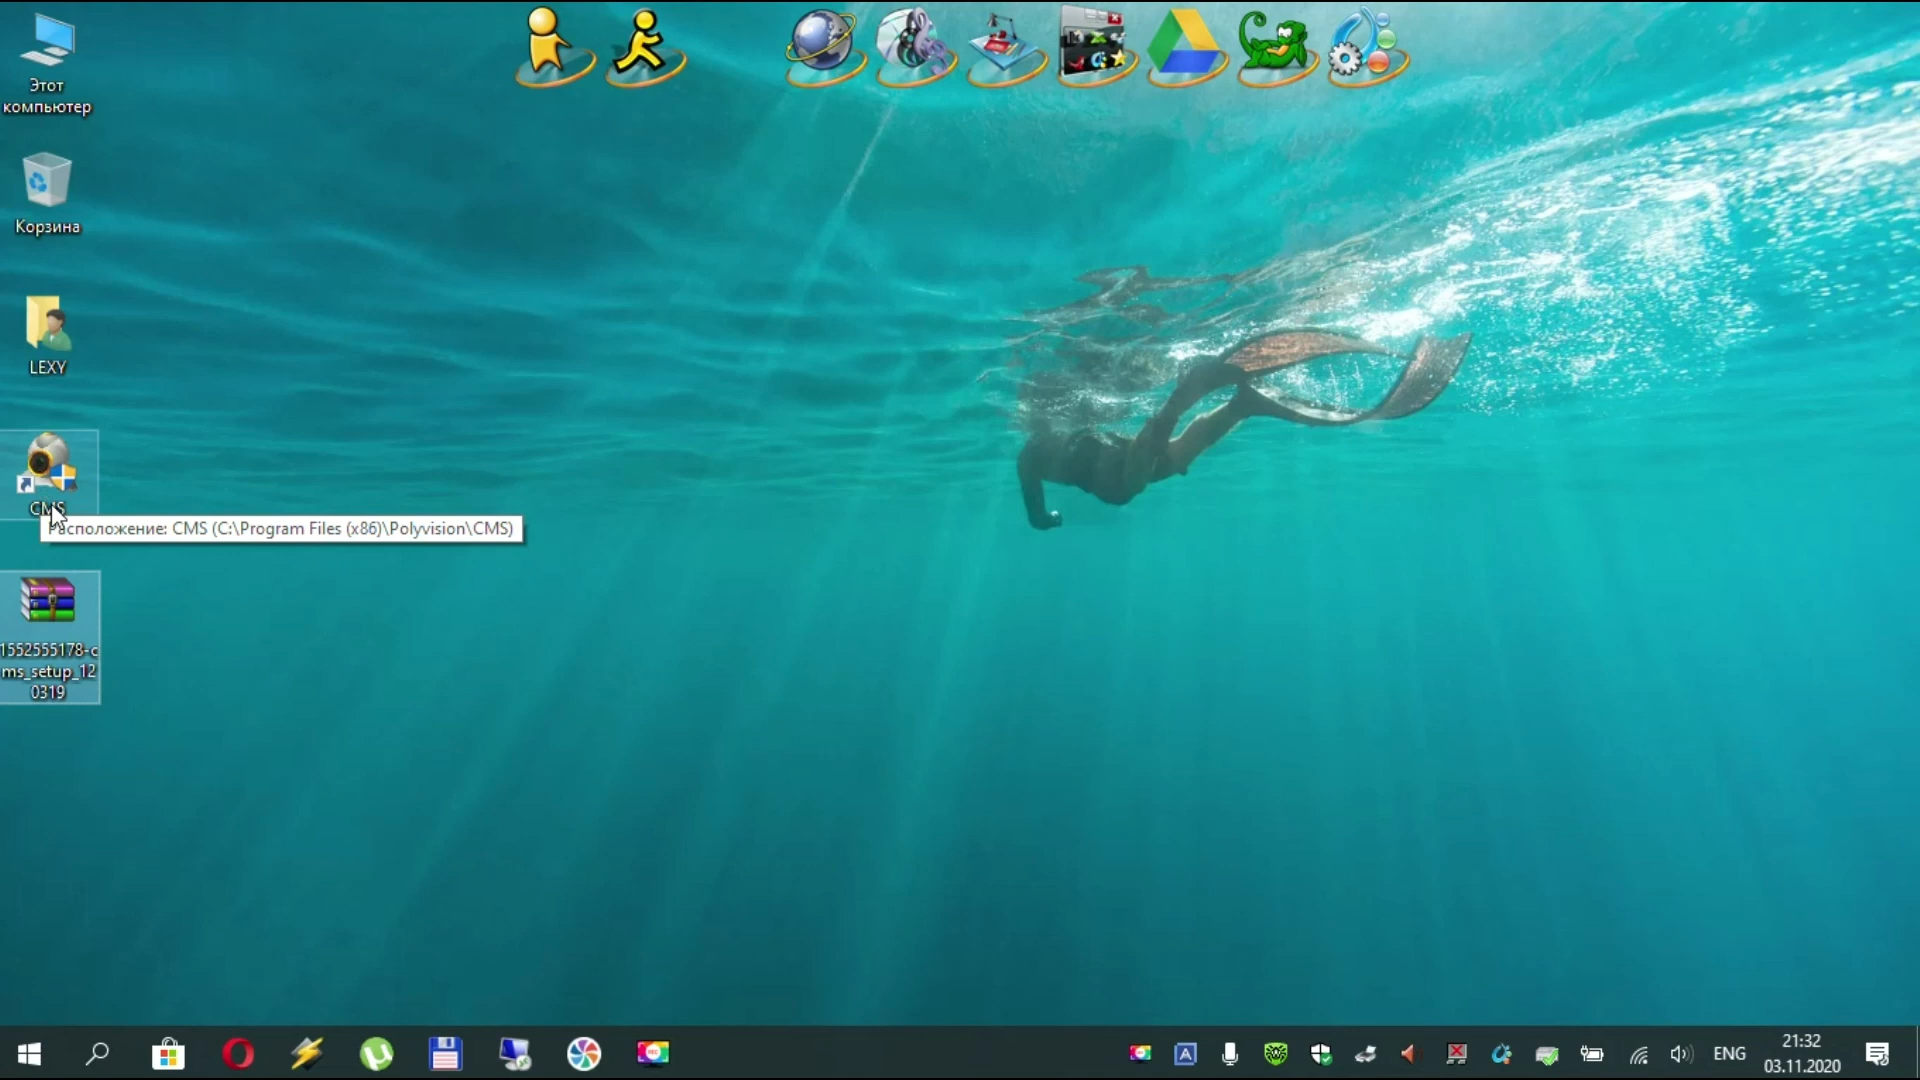 Этот
компьютер
Корзина
LEXY
CMS
Расположение: CMS (C:\Program Files (x86)\Polyvision\CMS)
1552555178-c
ms_setup_12
0319
ENG
21:32
03.11.2020